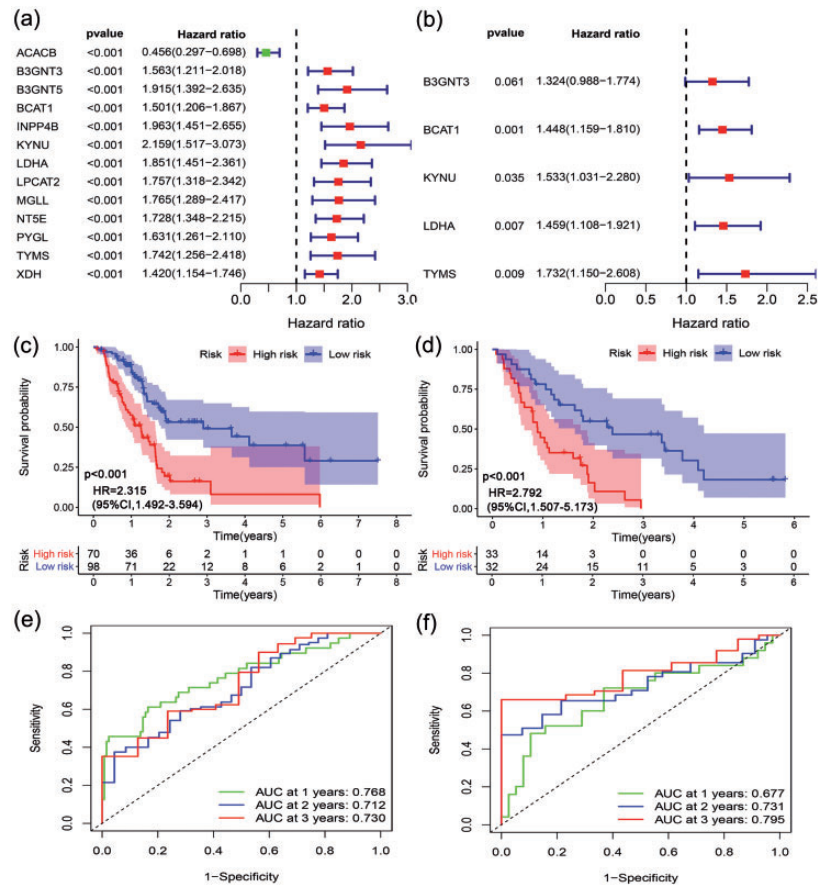 (a)
pvalue Hazard ratio
ACACB <0.001 0.456(0.297−0.698)
B3GNT3 <0.001 1.563(1.211−2.018)
B3GNT5 <0.001 1.915(1.392−2.635)
BCAT1 <0.001 1.501(1.206−1.867)
INPP4B <0.001 1.963(1.451−2.655)
KYNU <0.001 2.159(1.517−3.073)
LDHA <0.001 1.851(1.451−2.361)
LPCAT2 <0.001 1.757(1.318−2.342)
MGLL <0.001 1.765(1.289−2.417)
NT5E <0.001 1.728(1.348−2.215)
PYGL <0.001 1.631(1.261−2.110)
TYMS <0.001 1.742(1.256−2.418)
XDH <0.001 1.420(1.154−1.746)
0.0 1.0 2.0 3.0
Hazard ratio
(b)
pvalue Hazard ratio
B3GNT3 0.061 1.324(0.988−1.774)
BCAT1 0.001 1.448(1.159−1.810)
KYNU 0.035 1.533(1.031−2.280)
LDHA 0.007 1.459(1.108−1.921)
TYMS 0.009 1.732(1.150−2.608)
0.0 0.5 1.0 1.5 2.0 2.5
Hazard ratio
(c)
Risk High risk Low risk
Survival probability
1.00
0.75
0.50
0.25
0.00
p<0.001
HR=2.315
(95%CI,1.492-3.594)
0 1 2 3 4 5 6 7 8
Time(years)
Risk
High risk 70 36 6 2 1 1 0 0 0
Low risk 98 71 22 12 8 6 2 1 0
0 1 2 3 4 5 6 7 8
Time(years)
(d)
Risk High risk Low risk
Survival probability
1.00
0.75
0.50
0.25
0.00
p<0.001
HR=2.792
(95%CI,1.507-5.173)
0 1 2 3 4 5 6
Time(years)
Risk
High risk 33 14 3 0 0 0 0
Low risk 32 24 15 11 5 3 0
0 1 2 3 4 5 6
Time(years)
(e)
Sensitivity
1.0
0.8
0.6
0.4
0.2
0.0
AUC at 1 years: 0.768
AUC at 2 years: 0.712
AUC at 3 years: 0.730
0.0 0.2 0.4 0.6 0.8 1.0
1-Specificity
(f)
Sensitivity
1.0
0.8
0.6
0.4
0.2
0.0
AUC at 1 years: 0.677
AUC at 2 years: 0.731
AUC at 3 years: 0.795
0.0 0.2 0.4 0.6 0.8 1.0
1-Specificity